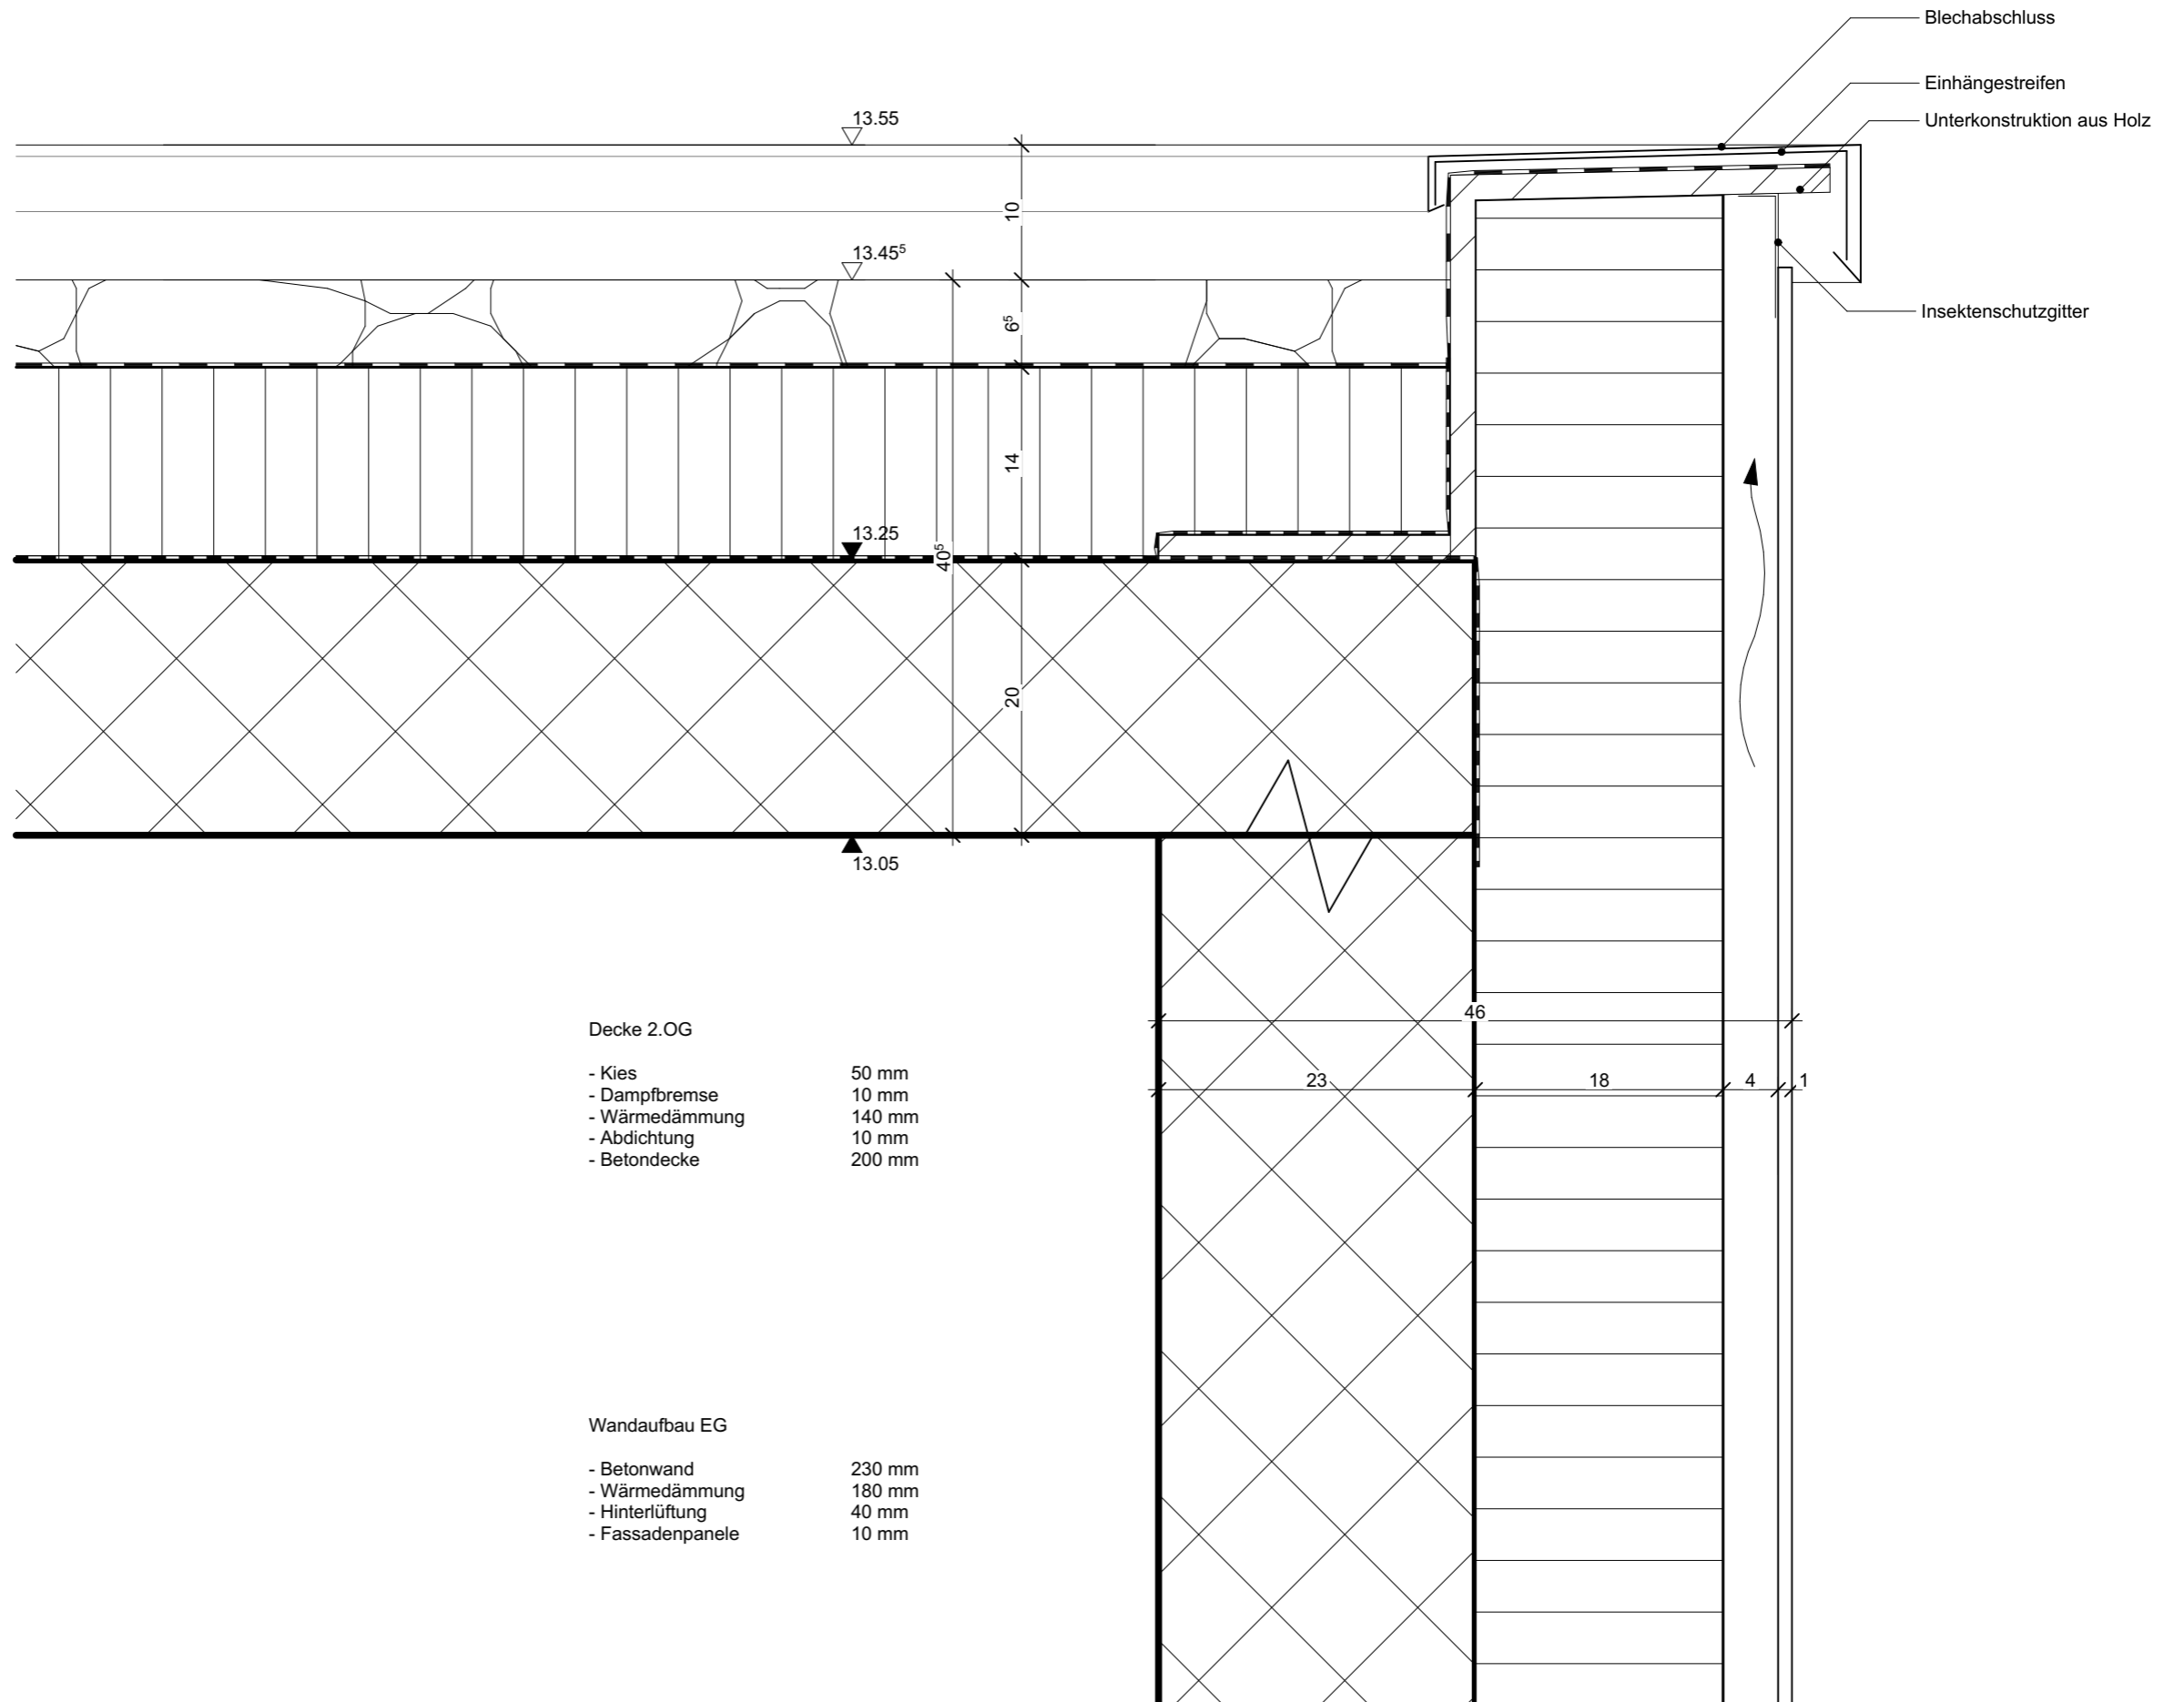 Blechabschluss
Einhängestreifen
Unterkonstruktion aus Holz
13.55
10
13.45⁵
Insektenschutzgitter
6⁵
14
13.25
40⁵
20
13.05
46
23 18 4 1
Decke 2.OG
- Kies 50 mm
- Dampfbremse 10 mm
- Wärmedämmung 140 mm
- Abdichtung 10 mm
- Betondecke 200 mm
Wandaufbau EG
- Betonwand 230 mm
- Wärmedämmung 180 mm
- Hinterlüftung 40 mm
- Fassadenpanele 10 mm